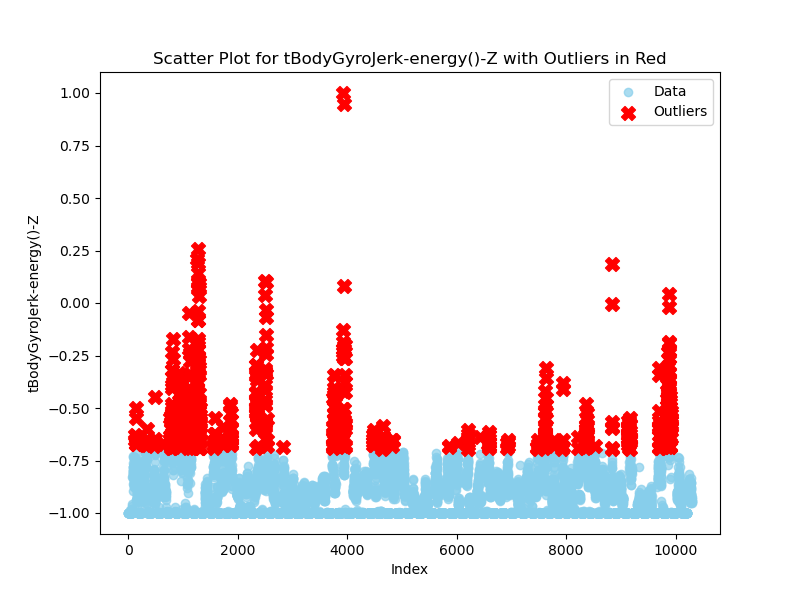 Scatter Plot for tBodyGyroJerk-energy()-Z with Outliers in Red
Data
Outliers
tBodyGyroJerk-energy()-Z
1.00
0.75
0.50
0.25
0.00
−0.25
−0.50
−0.75
−1.00
0 2000 4000 6000 8000 10000
Index